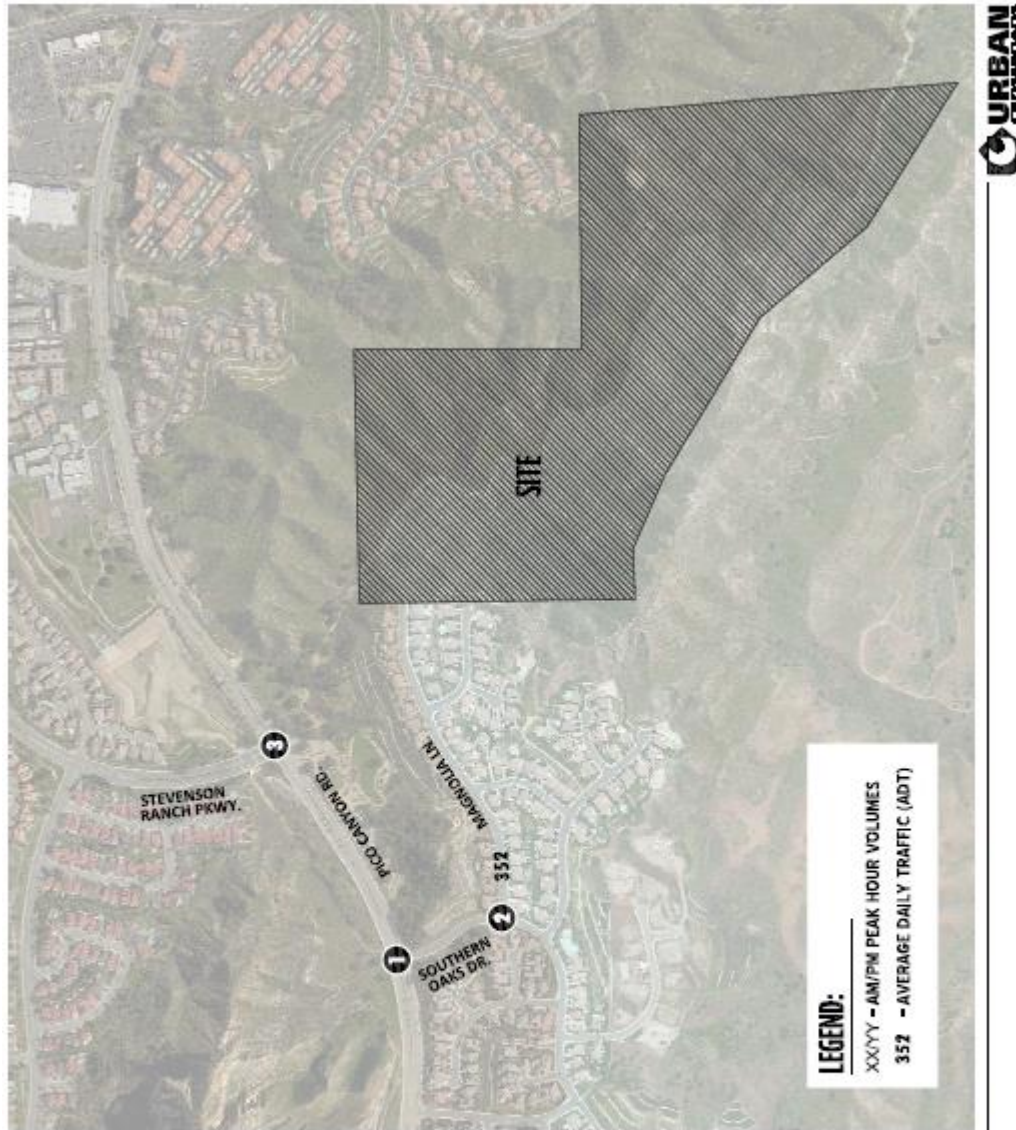 URBAN
STEVENSON
RANCH PKWY.
3
PICO CANYON RD.
1
SOUTHERN
OAKS DR.
2
352
MAGNOLIA LN.
SITE
LEGEND:
XX/YY - AM/PM PEAK HOUR VOLUMES
352 - AVERAGE DAILY TRAFFIC (ADT)